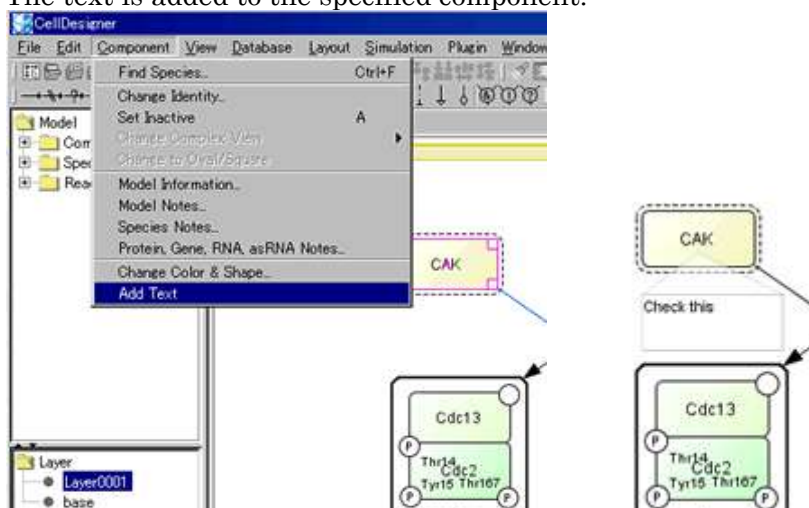 The text is added to the specified component.
CellDesigner
File Edit Component View Database Layout Simulation Plugin Window
Find Species... Ctrl+F
Change Identity...
Set Inactive A
Change Complex View
Change to Oval/Square
Model Information...
Model Notes...
Species Notes...
Protein, Gene, RNA, asRNA Notes...
Change Color & Shape...
Add Text
Model
Com
Spec
Rea
Layer
Layer0001
base
CAK
Cdc13
P
Thr14
Cdc2
Tyr15 Thr167
P P
CAK
Check this
Cdc13
P
Thr14
Cdc2
Tyr15 Thr167
P P